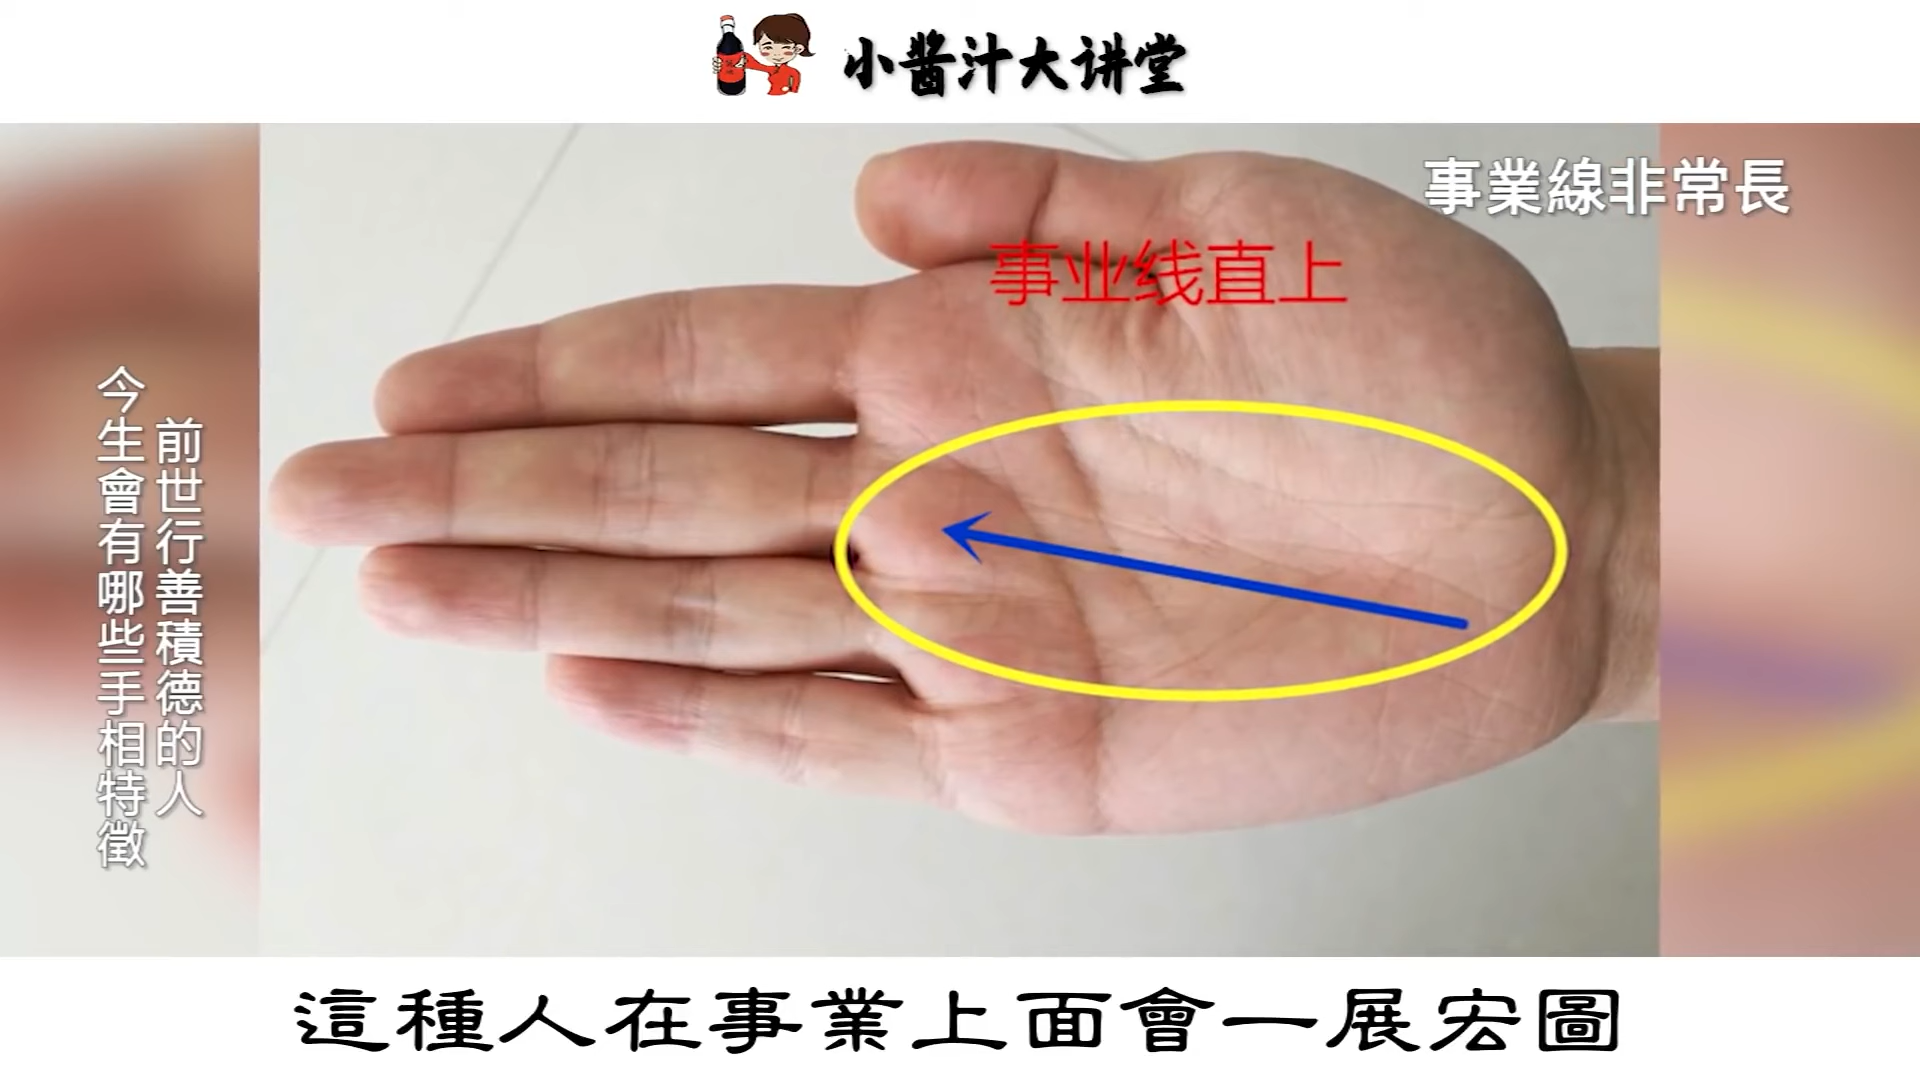 小酱汁大讲堂
事業線非常長
事业线直上
前世行善積德的人
今生會有哪些手相特徵
這種人在事業上面會一展宏圖